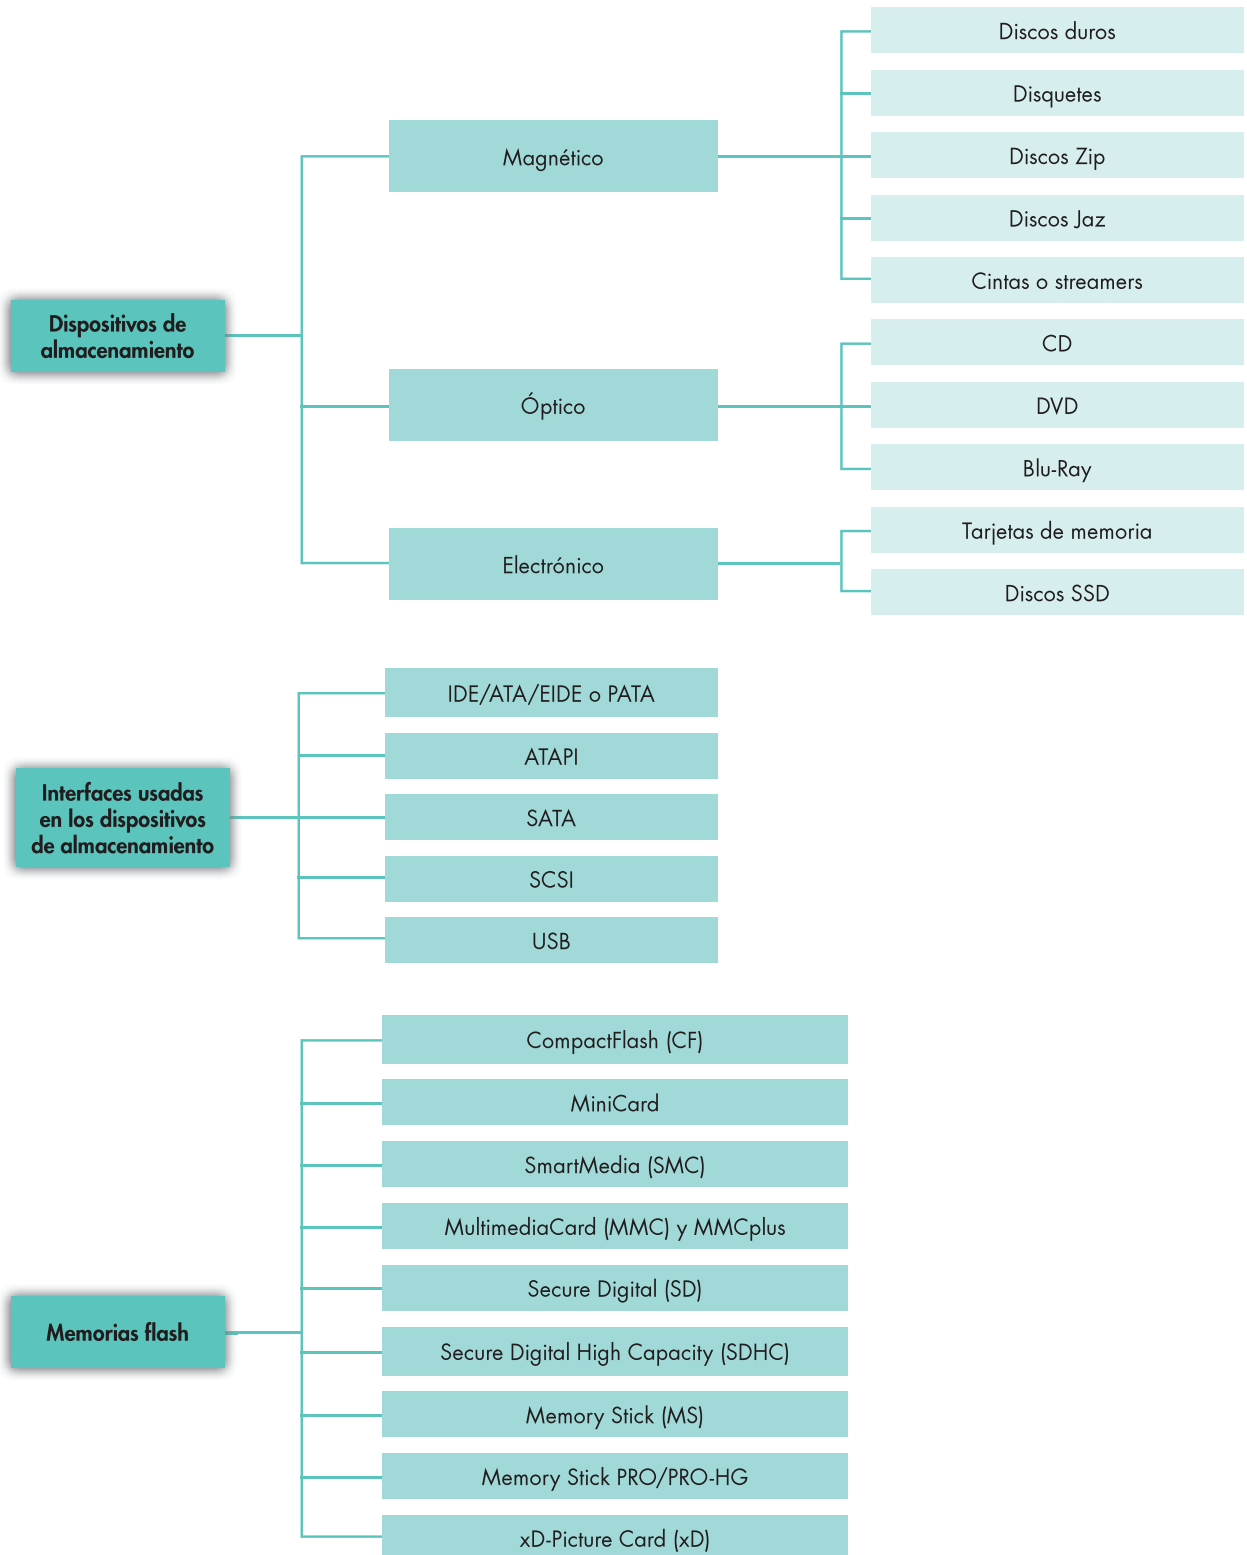 Dispositivos de
almacenamiento
Magnético
Discos duros
Disquetes
Discos Zip
Discos Jaz
Cintas o streamers
Óptico
CD
DVD
Blu-Ray
Electrónico
Tarjetas de memoria
Discos SSD
Interfaces usadas
en los dispositivos
de almacenamiento
IDE/ATA/EIDE o PATA
ATAPI
SATA
SCSI
USB
Memorias flash
CompactFlash (CF)
MiniCard
SmartMedia (SMC)
MultimediaCard (MMC) y MMCplus
Secure Digital (SD)
Secure Digital High Capacity (SDHC)
Memory Stick (MS)
Memory Stick PRO/PRO-HG
xD-Picture Card (xD)